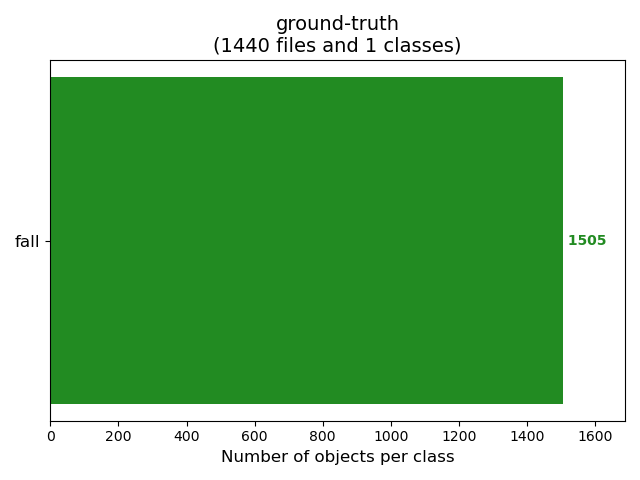 ground-truth
(1440 files and 1 classes)
fall
1505
0 200 400 600 800 1000 1200 1400 1600
Number of objects per class